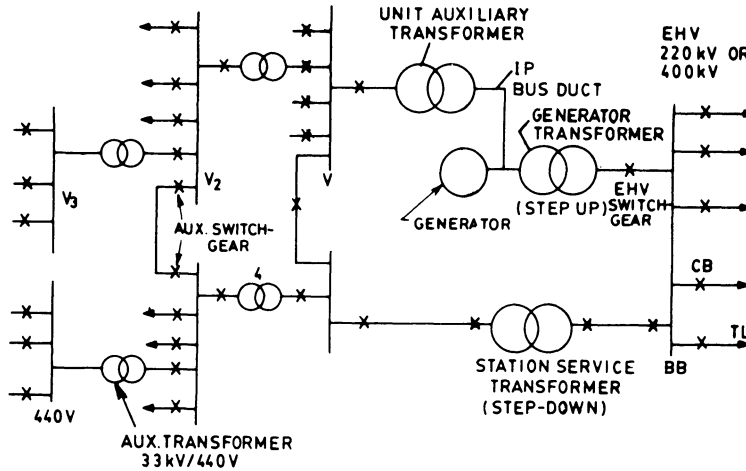 UNIT AUXILIARY
TRANSFORMER
EHV
220 kV OR
400kV
IP
BUS DUCT
GENERATOR
TRANSFORMER
V3
V2
V
AUX. SWITCH-
GEAR
GENERATOR
(STEP UP)
EHV
SWITCH
GEAR
4
CB
TL
STATION SERVICE
TRANSFORMER
(STEP-DOWN)
BB
440V
AUX. TRANSFORMER
33kV/440V